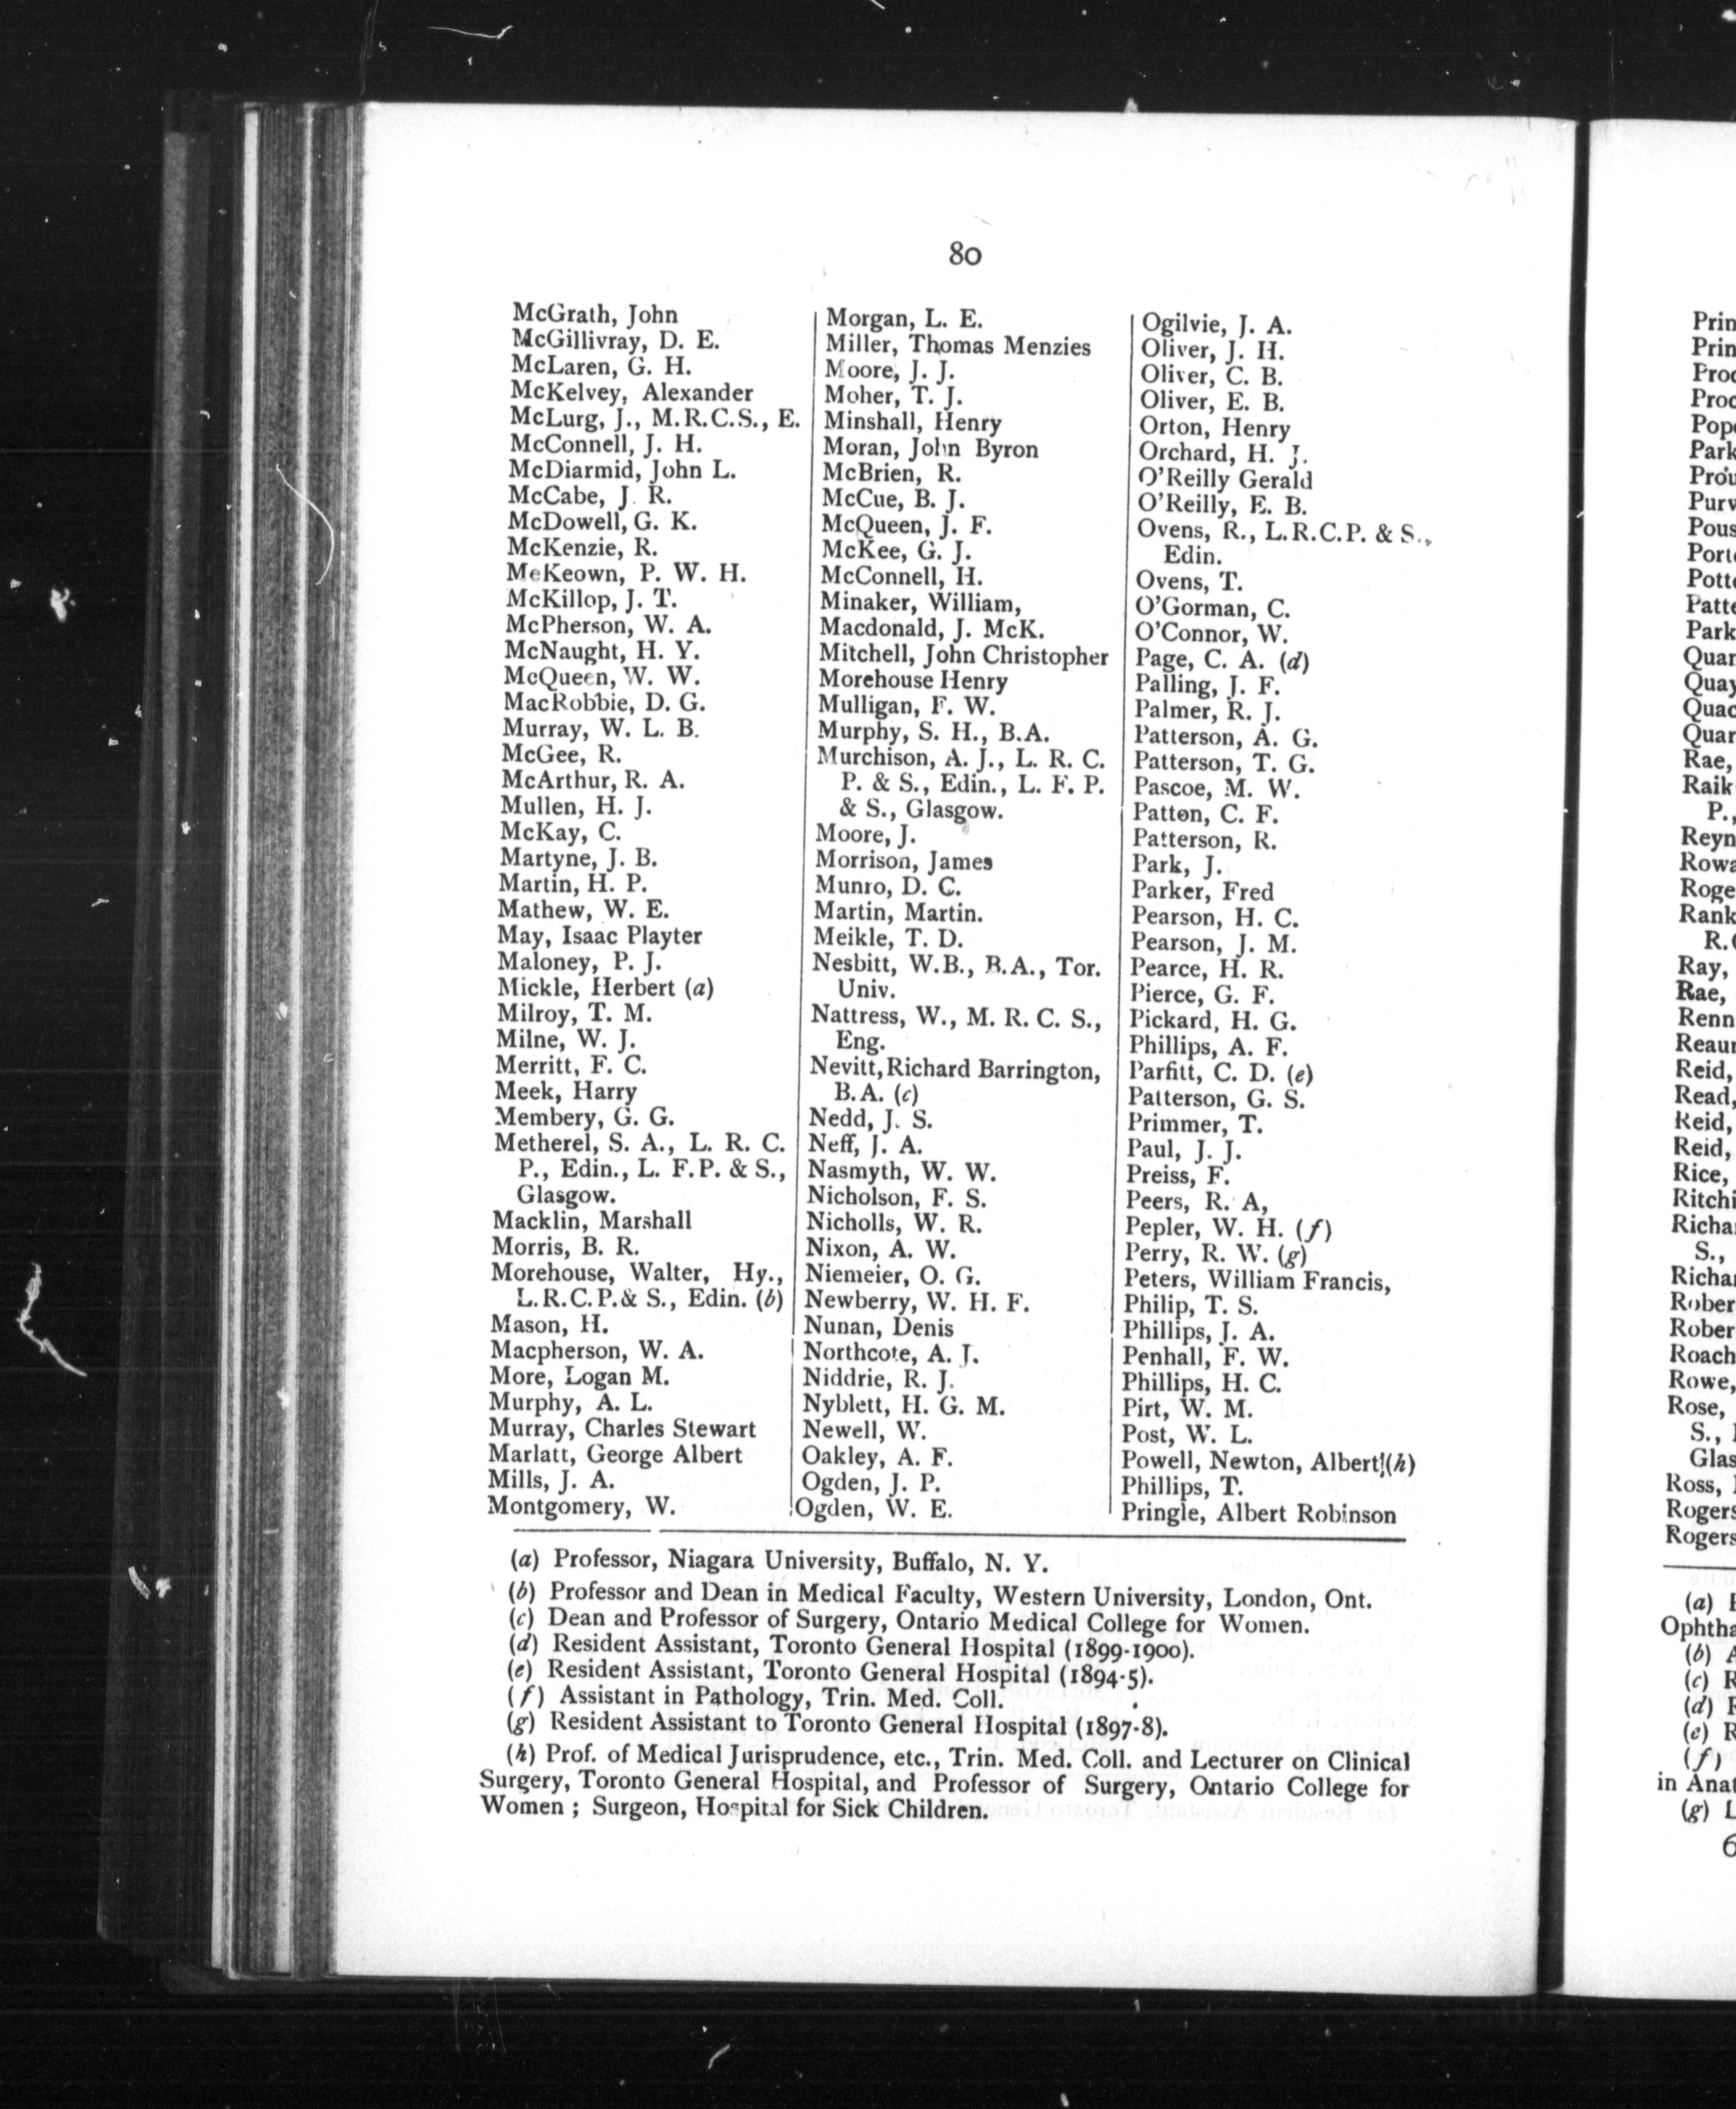 80
McGrath, John
McGillivray, D. E.
McLaren, G. H.
McKelvey, Alexander
McLurg, J., M.R.C.S., E.
McConnell, J. H.
McDiarmid, John L.
McCabe, J. R.
McDowell, G. K.
McKenzie, R.
McKeown, P. W. H.
McKillop, J. T.
McPherson, W. A.
McNaught, H. Y.
McQueen, W. W.
MacRobbie, D. G.
Murray, W. L. B.
McGee, R.
McArthur, R. A.
Mullen, H. J.
McKay, C.
Martyne, J. B.
Martin, H. P.
Mathew, W. E.
May, Isaac Playter
Maloney, P. J.
Mickle, Herbert (a)
Milroy, T. M.
Milne, W. J.
Merritt, F. C.
Meek, Harry
Membery, G. G.
Metherel, S. A., L. R. C.
P., Edin., L. F.P. & S.,
Glasgow.
Macklin, Marshall
Morris, B. R.
Morehouse, Walter, Hy.,
L.R.C.P.& S., Edin. (b)
Mason, H.
Macpherson, W. A.
More, Logan M.
Murphy, A. L.
Murray, Charles Stewart
Marlatt, George Albert
Mills, J. A.
Montgomery, W.
Morgan, L. E.
Miller, Thomas Menzies
Moore, J. J.
Moher, T. J.
Minshall, Henry
Moran, John Byron
McBrien, R.
McCue, B. J.
McQueen, J. F.
McKee, G. J.
McConnell, H.
Minaker, William,
Macdonald, J. McK.
Mitchell, John Christopher
Morehouse Henry
Mulligan, F. W.
Murphy, S. H., B.A.
Murchison, A. J., L. R. C.
P. & S., Edin., L. F. P.
& S., Glasgow.
Moore, J.
Morrison, James
Munro, D. C.
Martin, Martin.
Meikle, T. D.
Nesbitt, W.B., B.A., Tor.
Univ.
Nattress, W., M. R. C. S.,
Eng.
Nevitt, Richard Barrington,
B.A. (c)
Nedd, J. S.
Neff, J. A.
Nasmyth, W. W.
Nicholson, F. S.
Nicholls, W. R.
Nixon, A. W.
Niemeier, O. G.
Newberry, W. H. F.
Nunan, Denis
Northcote, A. J.
Niddrie, R. J.
Nyblett, H. G. M.
Newell, W.
Oakley, A. F.
Ogden, J. P.
Ogden, W. E.
Ogilvie, J. A.
Oliver, J. H.
Oliver, C. B.
Oliver, E. B.
Orton, Henry
Orchard, H. J.
O'Reilly Gerald
O'Reilly, E. B.
Ovens, R., L.R.C.P. & S.,
Edin.
Ovens, T.
O'Gorman, C.
O'Connor, W.
Page, C. A. (d)
Palling, J. F.
Palmer, R. J.
Patterson, A. G.
Patterson, T. G.
Pascoe, M. W.
Patton, C. F.
Patterson, R.
Park, J.
Parker, Fred
Pearson, H. C.
Pearson, J. M.
Pearce, H. R.
Pierce, G. F.
Pickard, H. G.
Phillips, A. F.
Parfitt, C. D. (e)
Patterson, G. S.
Primmer, T.
Paul, J. J.
Preiss, F.
Peers, R. A,
Pepler, W. H. (f)
Perry, R. W. (g)
Peters, William Francis,
Philip, T. S.
Phillips, J. A.
Penhall, F. W.
Phillips, H. C.
Pirt, W. M.
Post, W. L.
Powell, Newton, Albert (h)
Phillips, T.
Pringle, Albert Robinson
(a) Professor, Niagara University, Buffalo, N. Y.
(b) Professor and Dean in Medical Faculty, Western University, London, Ont.
(c) Dean and Professor of Surgery, Ontario Medical College for Women.
(d) Resident Assistant, Toronto General Hospital (1899-1900).
(e) Resident Assistant, Toronto General Hospital (1894-5).
(f) Assistant in Pathology, Trin. Med. Coll.
(g) Resident Assistant to Toronto General Hospital (1897-8).
(h) Prof. of Medical Jurisprudence, etc., Trin. Med. Coll. and Lecturer on Clinical
Surgery, Toronto General Hospital, and Professor of Surgery, Ontario College for
Women ; Surgeon, Hospital for Sick Children.
Rae,
P.,
Ray,
Rae,
Reid,
Read,
Reid,
Reid,
Rice,
S.,
Rowe,
Rose,
(a)
(b)
(c)
(d)
(e)
(f)
(g)